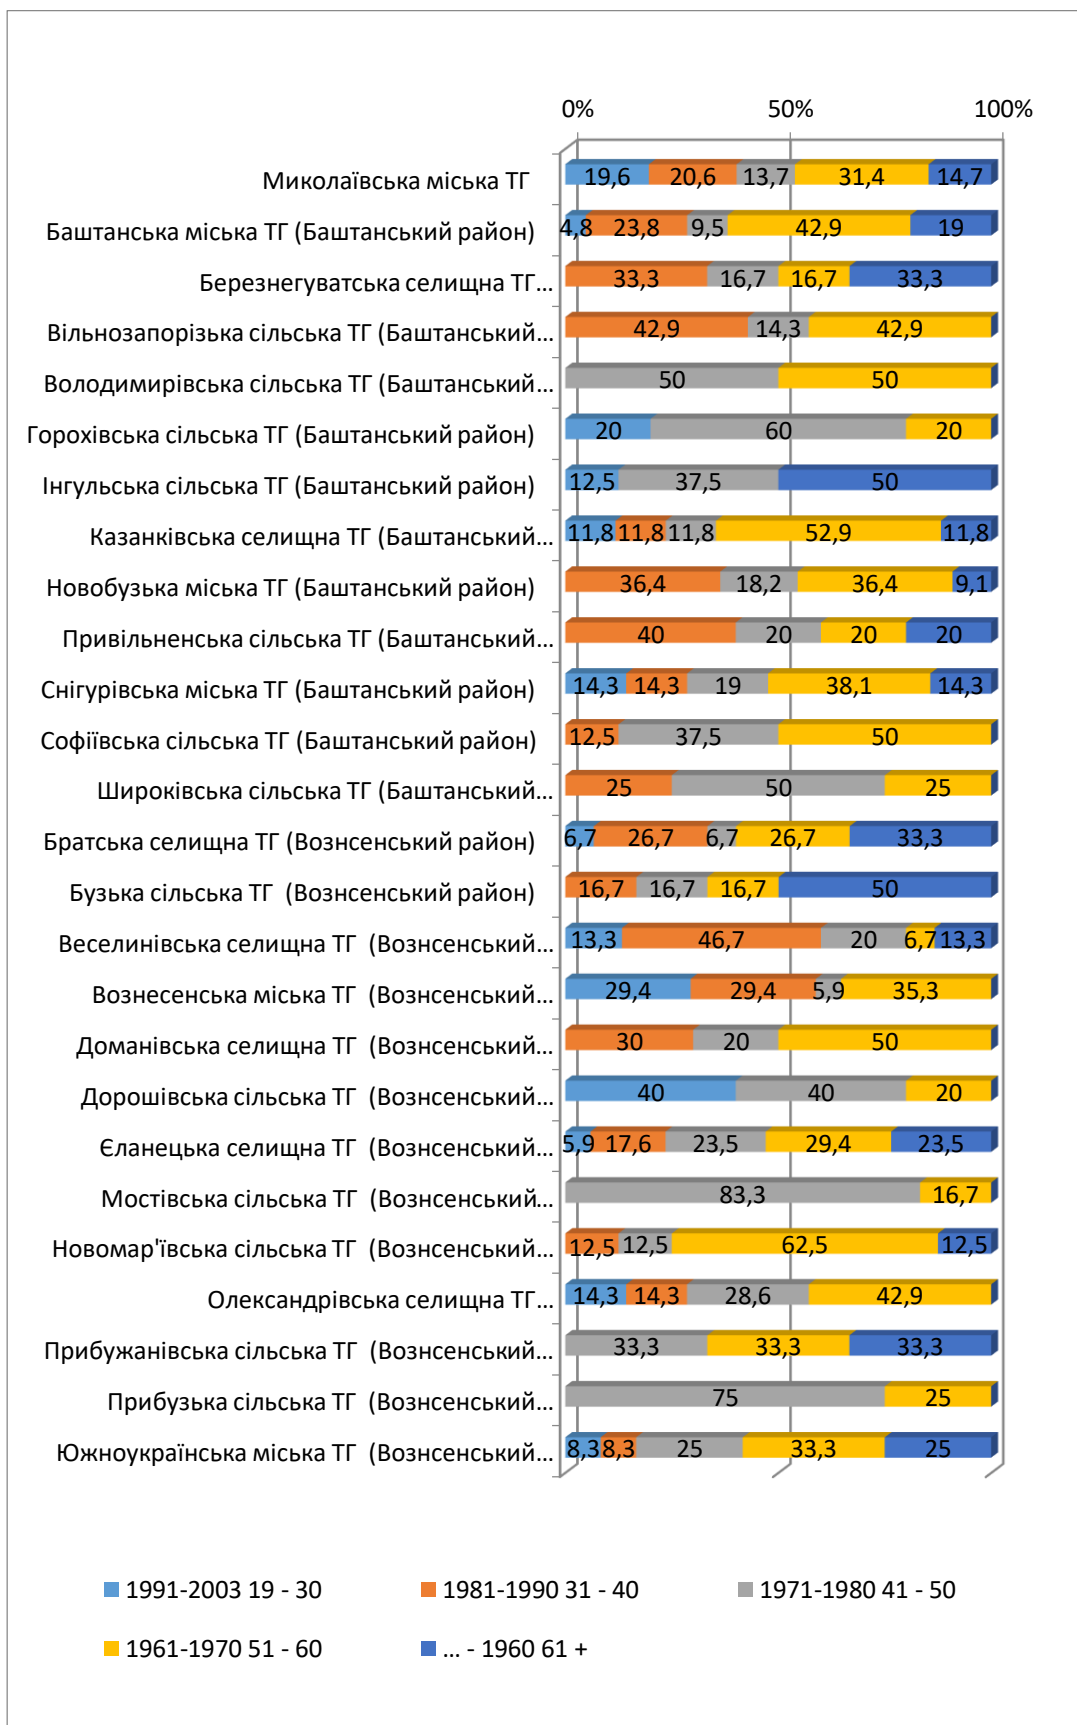 0% 50% 100%
Миколаївська міська ТГ 19,6 20,6 13,7 31,4 14,7
Баштанська міська ТГ (Баштанський район) 4,8 23,8 9,5 42,9 19
Березнегуватська селищна ТГ... 33,3 16,7 16,7 33,3
Вільнозапорізька сільська ТГ (Баштанський... 42,9 14,3 42,9
Володимирівська сільська ТГ (Баштанський... 50 50
Горохівська сільська ТГ (Баштанський район) 20 60 20
Інгульська сільська ТГ (Баштанський район) 12,5 37,5 50
Казанківська селищна ТГ (Баштанський... 11,8 11,8 11,8 52,9 11,8
Новобузька міська ТГ (Баштанський район) 36,4 18,2 36,4 9,1
Привільненська сільська ТГ (Баштанський... 40 20 20 20
Снігурівська міська ТГ (Баштанський район) 14,3 14,3 19 38,1 14,3
Софіївська сільська ТГ (Баштанський район) 12,5 37,5 50
Широківська сільська ТГ (Баштанський... 25 50 25
Братська селищна ТГ (Вознсенський район) 6,7 26,7 6,7 26,7 33,3
Бузька сільська ТГ (Вознсенський район) 16,7 16,7 16,7 50
Веселинівська селищна ТГ (Вознсенський... 13,3 46,7 20 6,7 13,3
Вознесенська міська ТГ (Вознсенський... 29,4 29,4 5,9 35,3
Доманівська селищна ТГ (Вознсенський... 30 20 50
Дорошівська сільська ТГ (Вознсенський... 40 40 20
Єланецька селищна ТГ (Вознсенський... 5,9 17,6 23,5 29,4 23,5
Мостівська сільська ТГ (Вознсенський... 83,3 16,7
Новомар'ївська сільська ТГ (Вознсенський... 12,5 12,5 62,5 12,5
Олександрівська селищна ТГ... 14,3 14,3 28,6 42,9
Прибужанівська сільська ТГ (Вознсенський... 33,3 33,3 33,3
Прибузька сільська ТГ (Вознсенський... 75 25
Южноукраїнська міська ТГ (Вознсенський... 8,3 8,3 25 33,3 25
1991-2003 19 - 30 1981-1990 31 - 40 1971-1980 41 - 50
1961-1970 51 - 60 ... - 1960 61 +